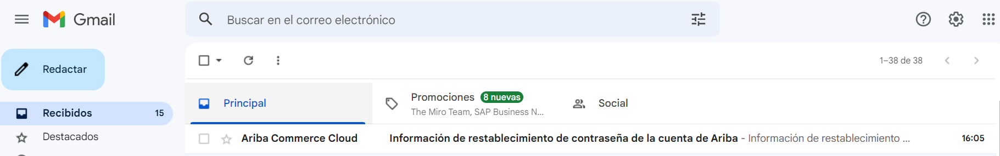 Gmail
Buscar en el correo electrónico
Redactar
1–38 de 38
Principal
Promociones 8 nuevas
The Miro Team, SAP Business N...
Social
Recibidos 15
Destacados
Ariba Commerce Cloud Información de restablecimiento de contraseña de la cuenta de Ariba - Información de restablecimiento ... 16:05